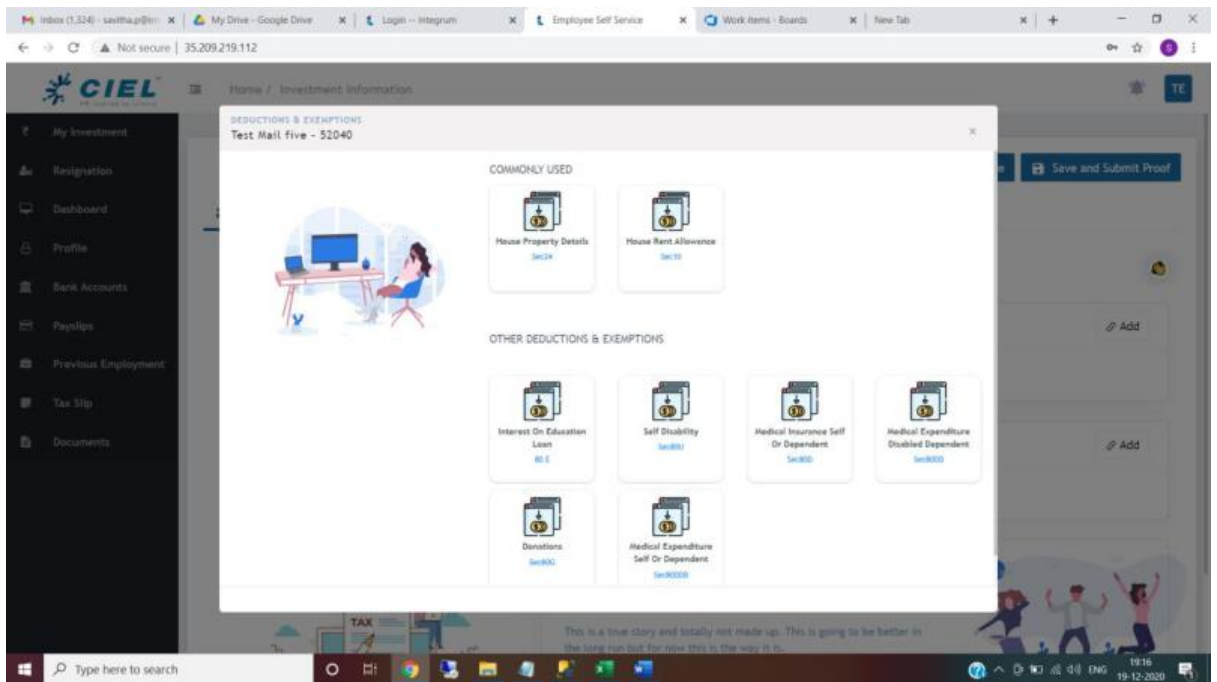 Inbox (1,324) - savitha.p@
My Drive - Google Drive
Login -- Integrum
Employee Self Service
Work items - Boards
New Tab
Not secure | 35.209.219.112
S
CIEL
Home / Investment Information
TE
My Investment
Resignation
Dashboard
Profile
Bank Accounts
Payslips
Previous Employment
Tax Slip
Documents
DEDUCTIONS & EXEMPTIONS
Test Mail five - 52040
Save and Submit Proof
COMMONLY USED
House Property Details
Sec24
House Rent Allowance
Sec10
Add
OTHER DEDUCTIONS & EXEMPTIONS
Interest On Education
Loan
Self Disability
Sec80U
Medical Insurance Self
Or Dependent
Sec80D
Medical Expenditure
Disabled Dependent
Add
Donations
Sec80G
Medical Expenditure
Self Or Dependent
Sec80DDB
TAX
This is a true story and totally not made up. This is going to be better in
the long run but for now this is the way it is.
Type here to search
ENG
19:16
19-12-2020